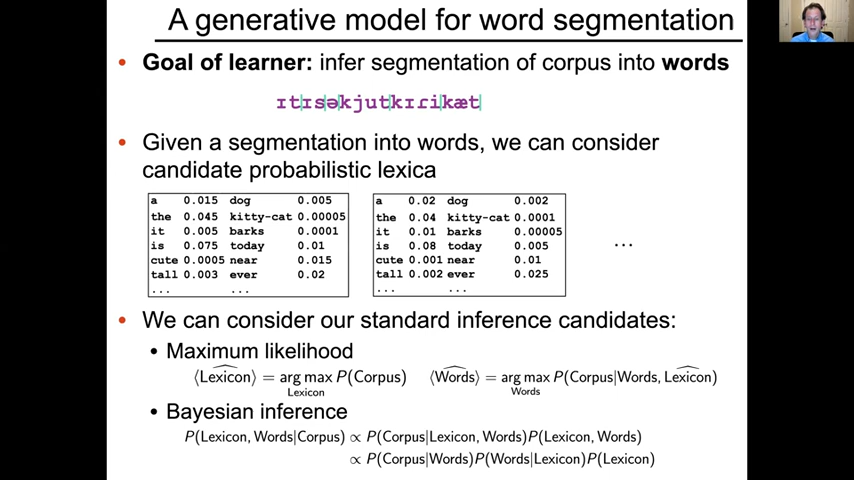 A generative model for word segmentation
• Goal of learner: infer segmentation of corpus into words
ɪt|ɪs|ə|kjut|kɪɾi|kæt|
• Given a segmentation into words, we can consider
candidate probabilistic lexica
a 0.015 dog 0.005
the 0.045 kitty-cat 0.00005
it 0.005 barks 0.0001
is 0.075 today 0.01
cute 0.0005 near 0.015
tall 0.003 ever 0.02
... ...
a 0.02 dog 0.002
the 0.04 kitty-cat 0.0001
it 0.01 barks 0.00005
is 0.08 today 0.005
cute 0.001 near 0.01
tall 0.002 ever 0.025
... ...
...
• We can consider our standard inference candidates:
• Maximum likelihood
⟨Lexicon⟩̂ = arg max P(Corpus) ⟨Words⟩̂ = arg max P(Corpus|Words, Lexicon̂)
Lexicon Words
• Bayesian inference
P(Lexicon, Words|Corpus) ∝ P(Corpus|Lexicon, Words)P(Lexicon, Words)
∝ P(Corpus|Words)P(Words|Lexicon)P(Lexicon)